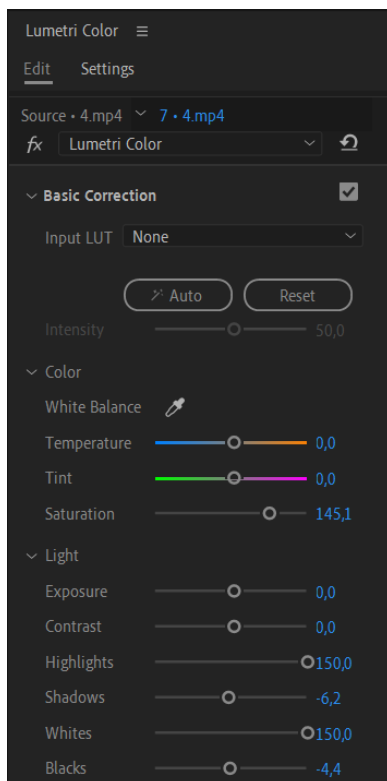 Lumetri Color
Edit Settings
Source • 4.mp4 7 • 4.mp4
fx Lumetri Color
Basic Correction
Input LUT None
Auto Reset
Intensity 50,0
Color
White Balance
Temperature 0,0
Tint 0,0
Saturation 145,1
Light
Exposure 0,0
Contrast 0,0
Highlights 150,0
Shadows -6,2
Whites 150,0
Blacks -4,4